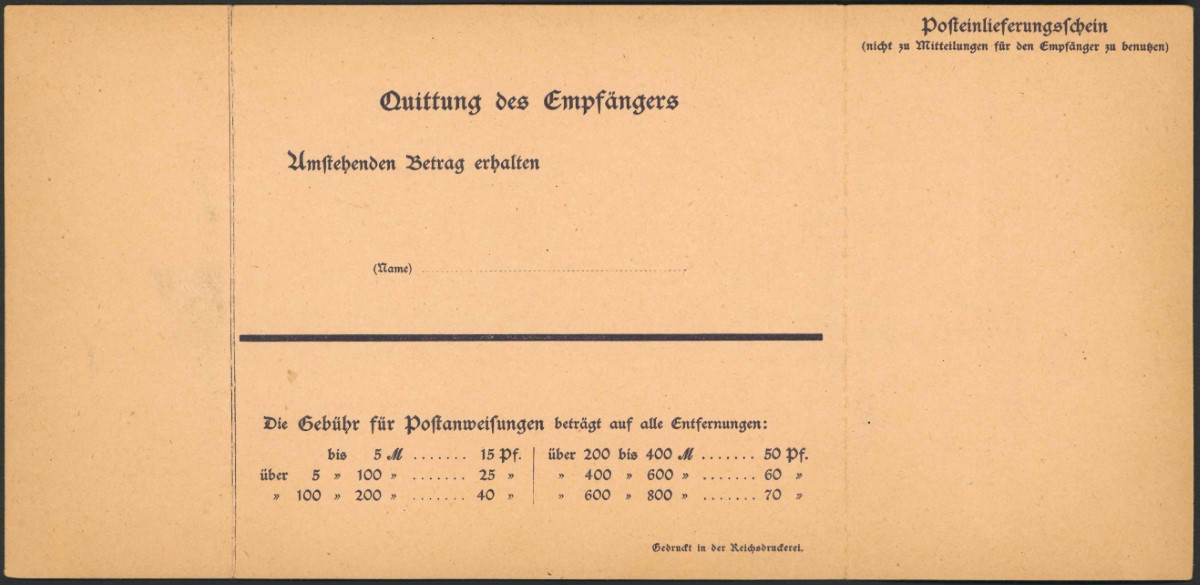 Posteinlieferungsschein
(nicht zu Mitteilungen für den Empfänger zu benutzen)
Quittung des Empfängers
Umstehenden Betrag erhalten
(Name) ........................................
Die Gebühr für Postanweisungen beträgt auf alle Entfernungen:
bis 5 ℳ ....... 15 Pf.
über 5 „ 100 „ ....... 25 „
„ 100 „ 200 „ ....... 40 „
über 200 bis 400 ℳ ....... 50 Pf.
„ 400 „ 600 „ ....... 60 „
„ 600 „ 800 „ ....... 70 „
Gedruckt in der Reichsdruckerei.